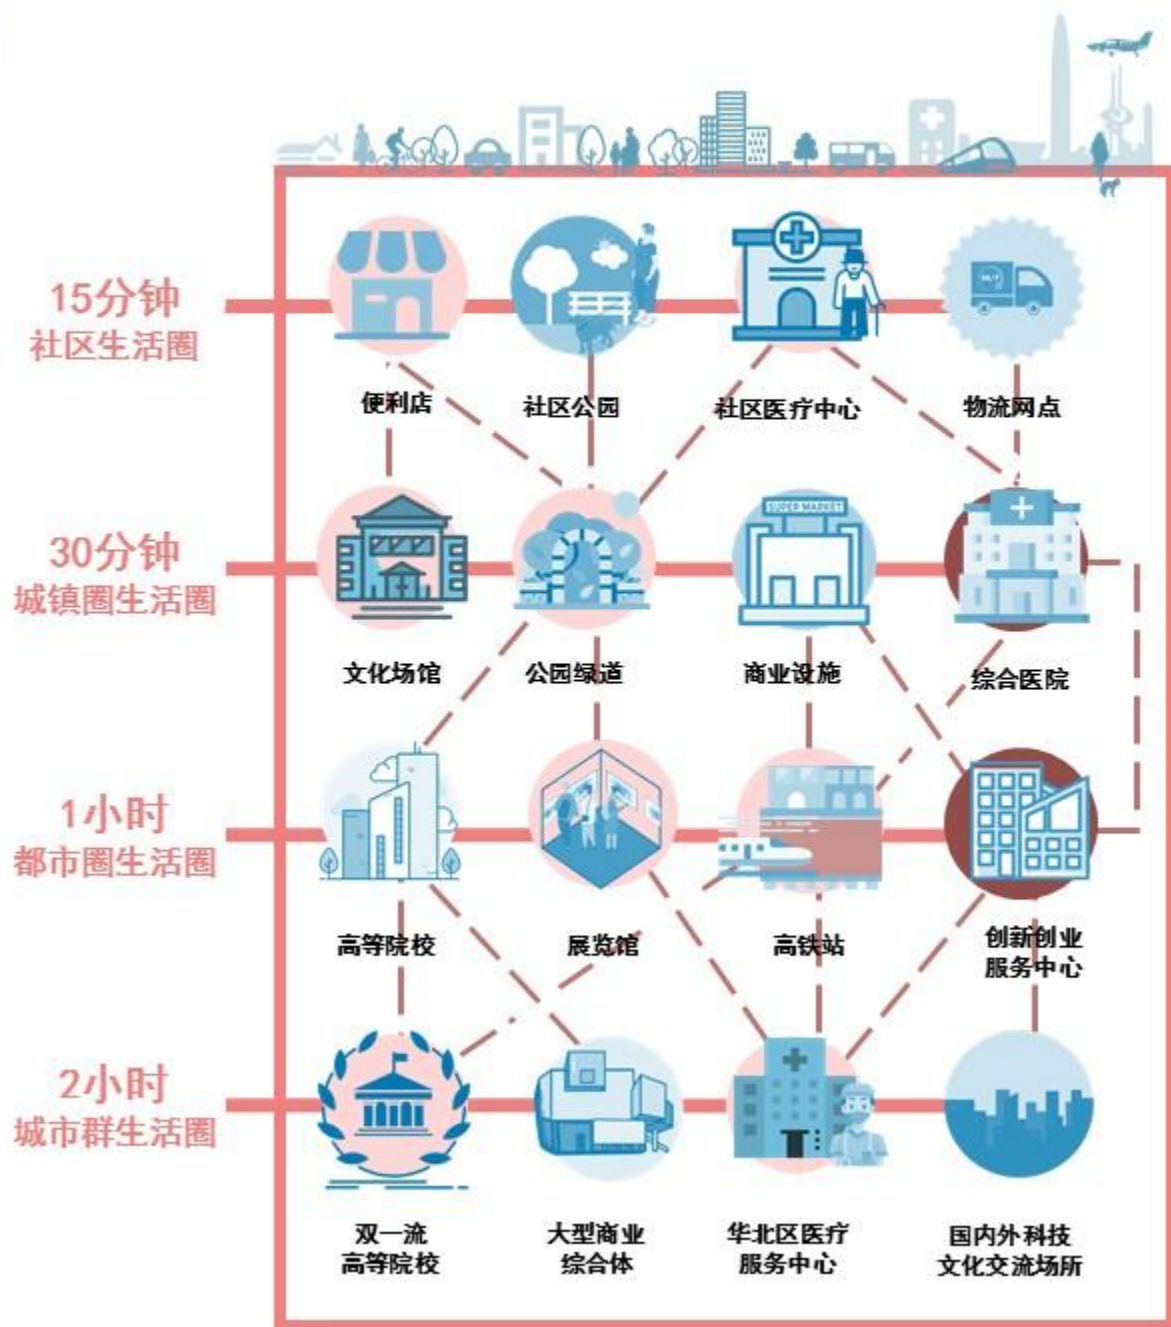 15分钟
社区生活圈
便利店
社区公园
社区医疗中心
物流网点
30分钟
城镇圈生活圈
SUPER MARKET
文化场馆
公园绿道
商业设施
综合医院
1小时
都市圈生活圈
高等院校
展览馆
高铁站
创新创业
服务中心
2小时
城市群生活圈
双一流
高等院校
大型商业
综合体
华北区医疗
服务中心
国内外科技
文化交流场所